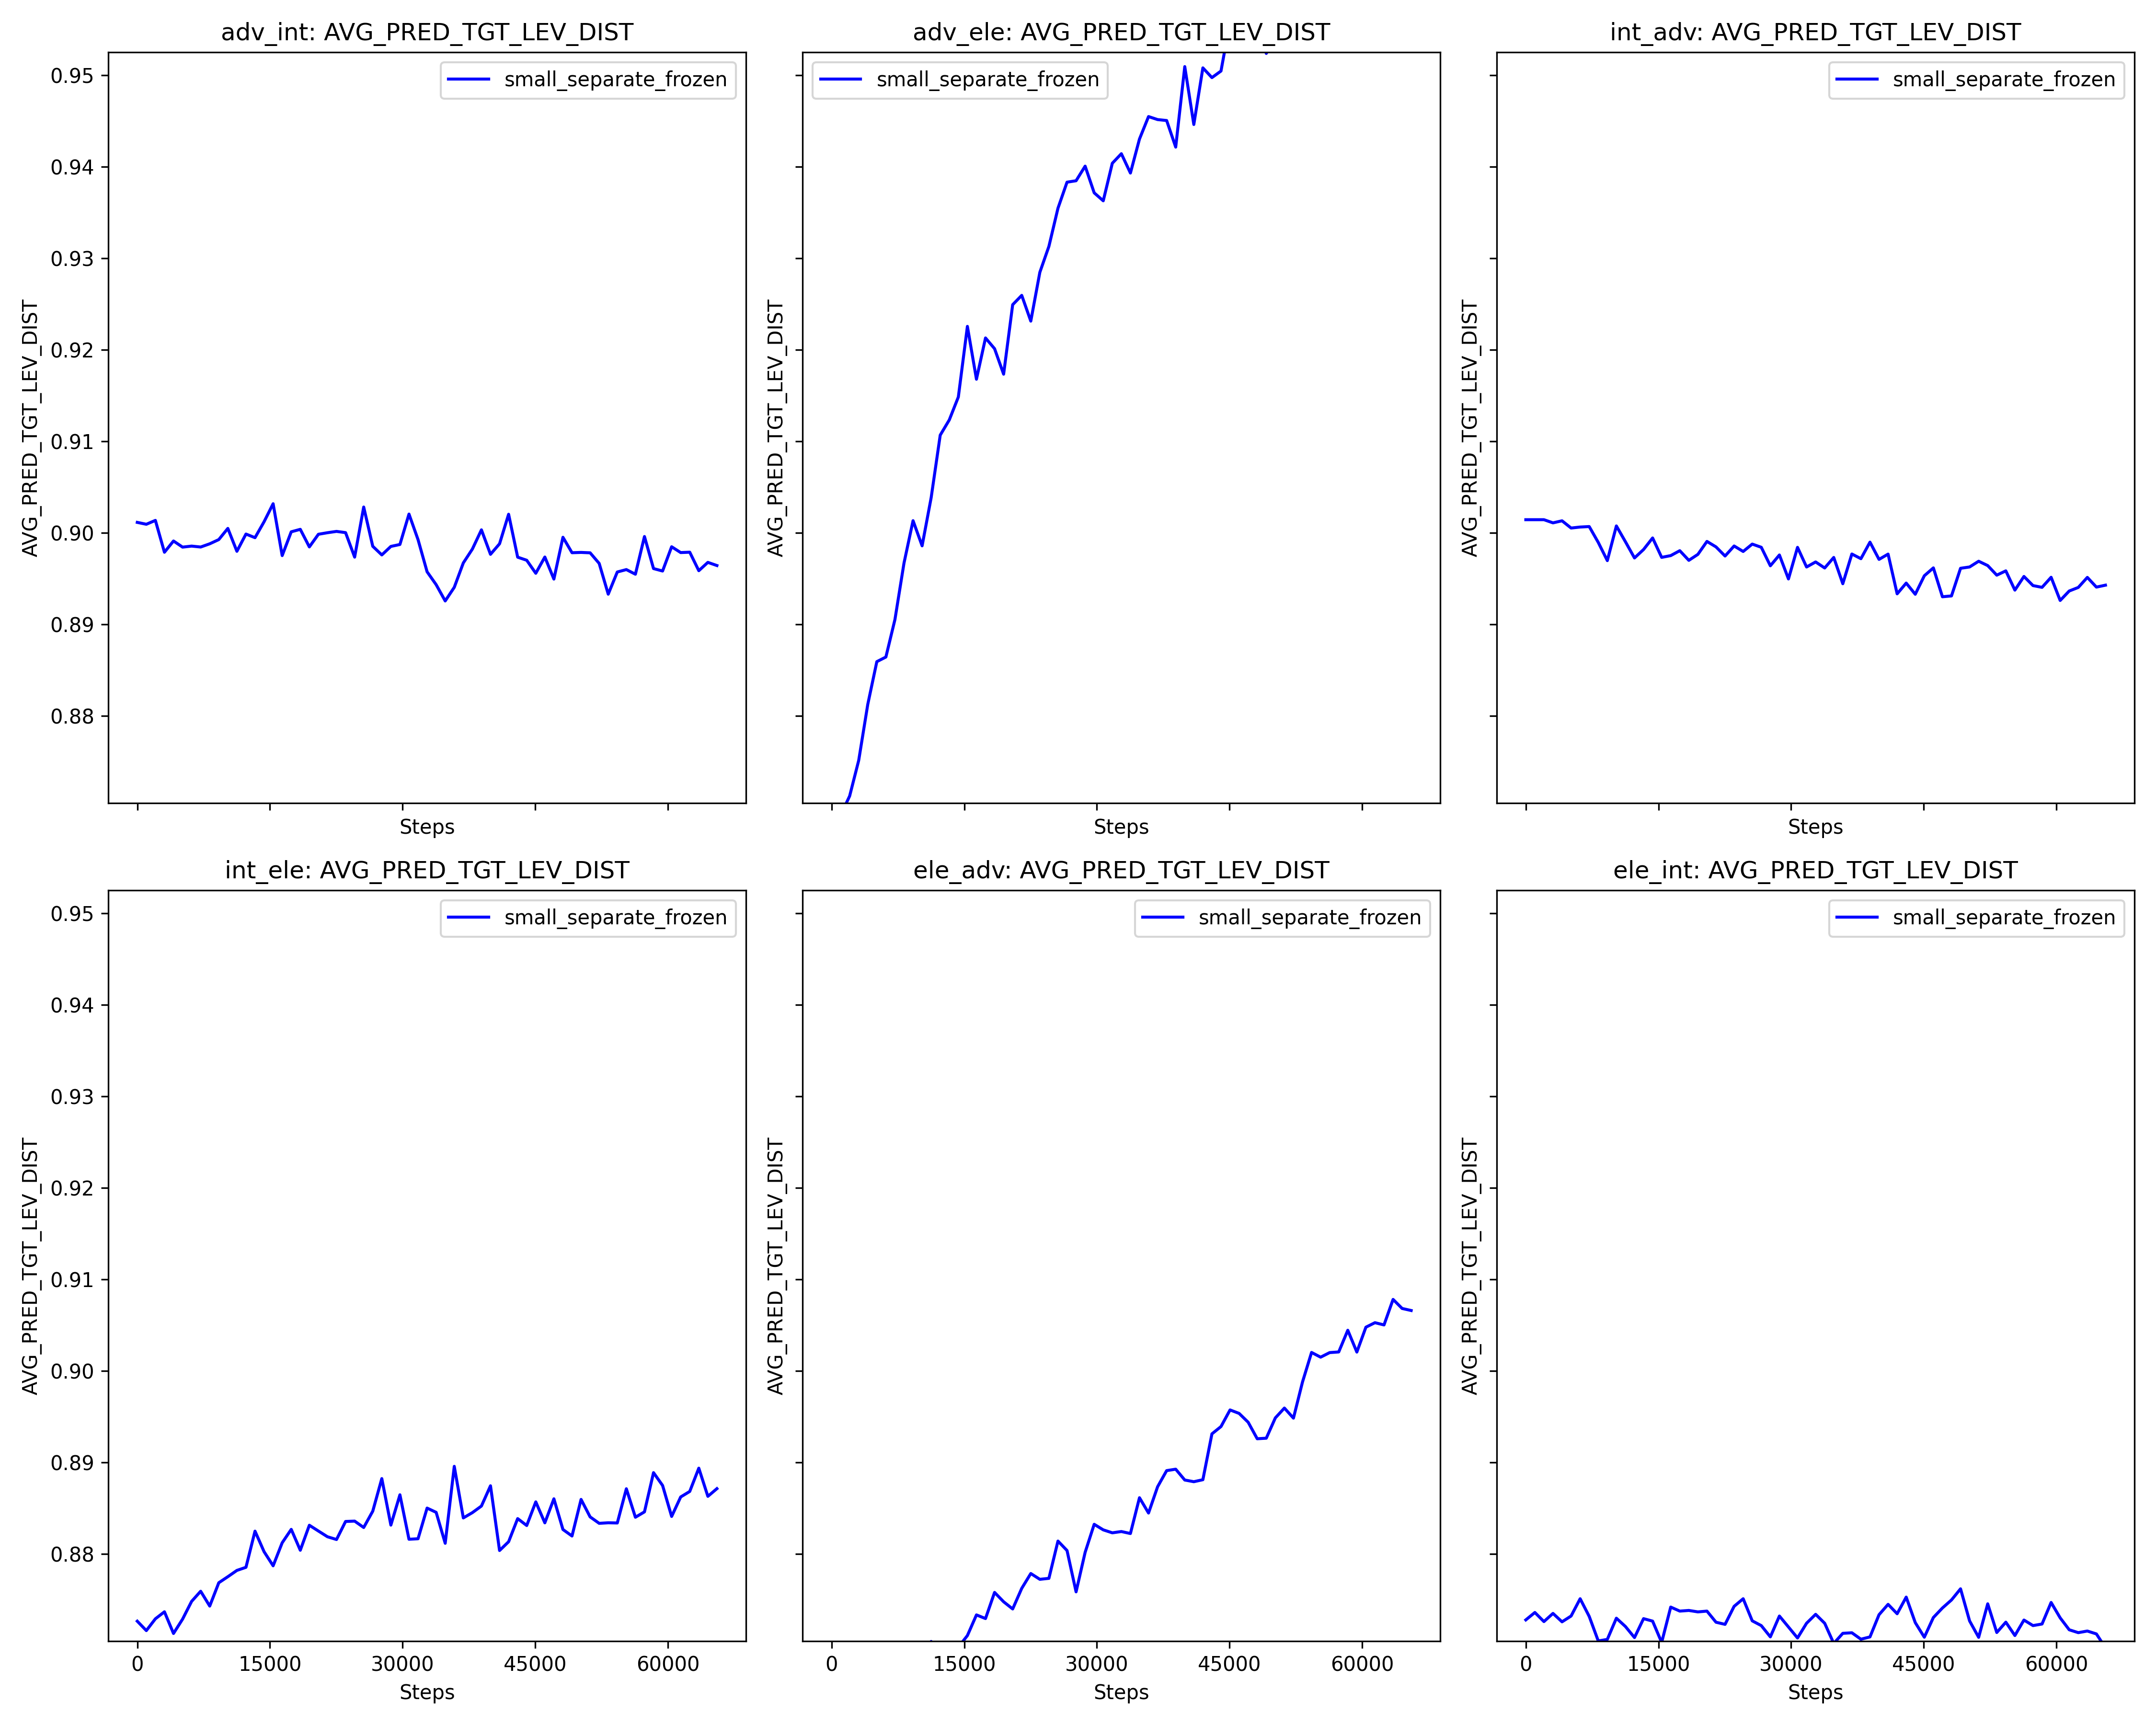 adv_int: AVG_PRED_TGT_LEV_DIST
adv_ele: AVG_PRED_TGT_LEV_DIST
int_adv: AVG_PRED_TGT_LEV_DIST
small_separate_frozen
small_separate_frozen
small_separate_frozen
AVG_PRED_TGT_LEV_DIST
0.95
0.94
0.93
0.92
0.91
0.90
0.89
0.88
AVG_PRED_TGT_LEV_DIST
AVG_PRED_TGT_LEV_DIST
Steps
Steps
Steps
int_ele: AVG_PRED_TGT_LEV_DIST
ele_adv: AVG_PRED_TGT_LEV_DIST
ele_int: AVG_PRED_TGT_LEV_DIST
small_separate_frozen
small_separate_frozen
small_separate_frozen
AVG_PRED_TGT_LEV_DIST
0.95
0.94
0.93
0.92
0.91
0.90
0.89
0.88
AVG_PRED_TGT_LEV_DIST
AVG_PRED_TGT_LEV_DIST
0 15000 30000 45000 60000
0 15000 30000 45000 60000
0 15000 30000 45000 60000
Steps
Steps
Steps